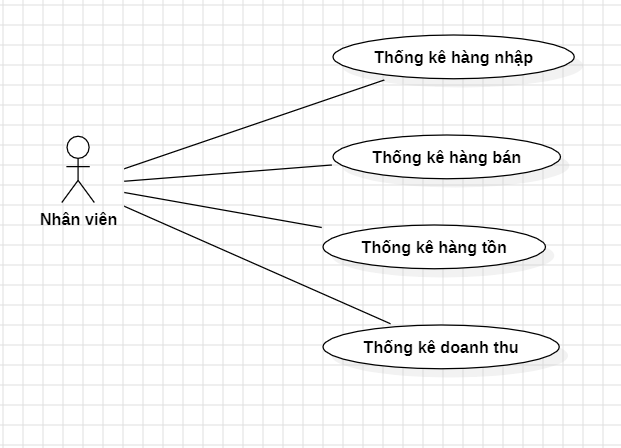 Thống kê hàng nhập
Thống kê hàng bán
Nhân viên
Thống kê hàng tồn
Thống kê doanh thu